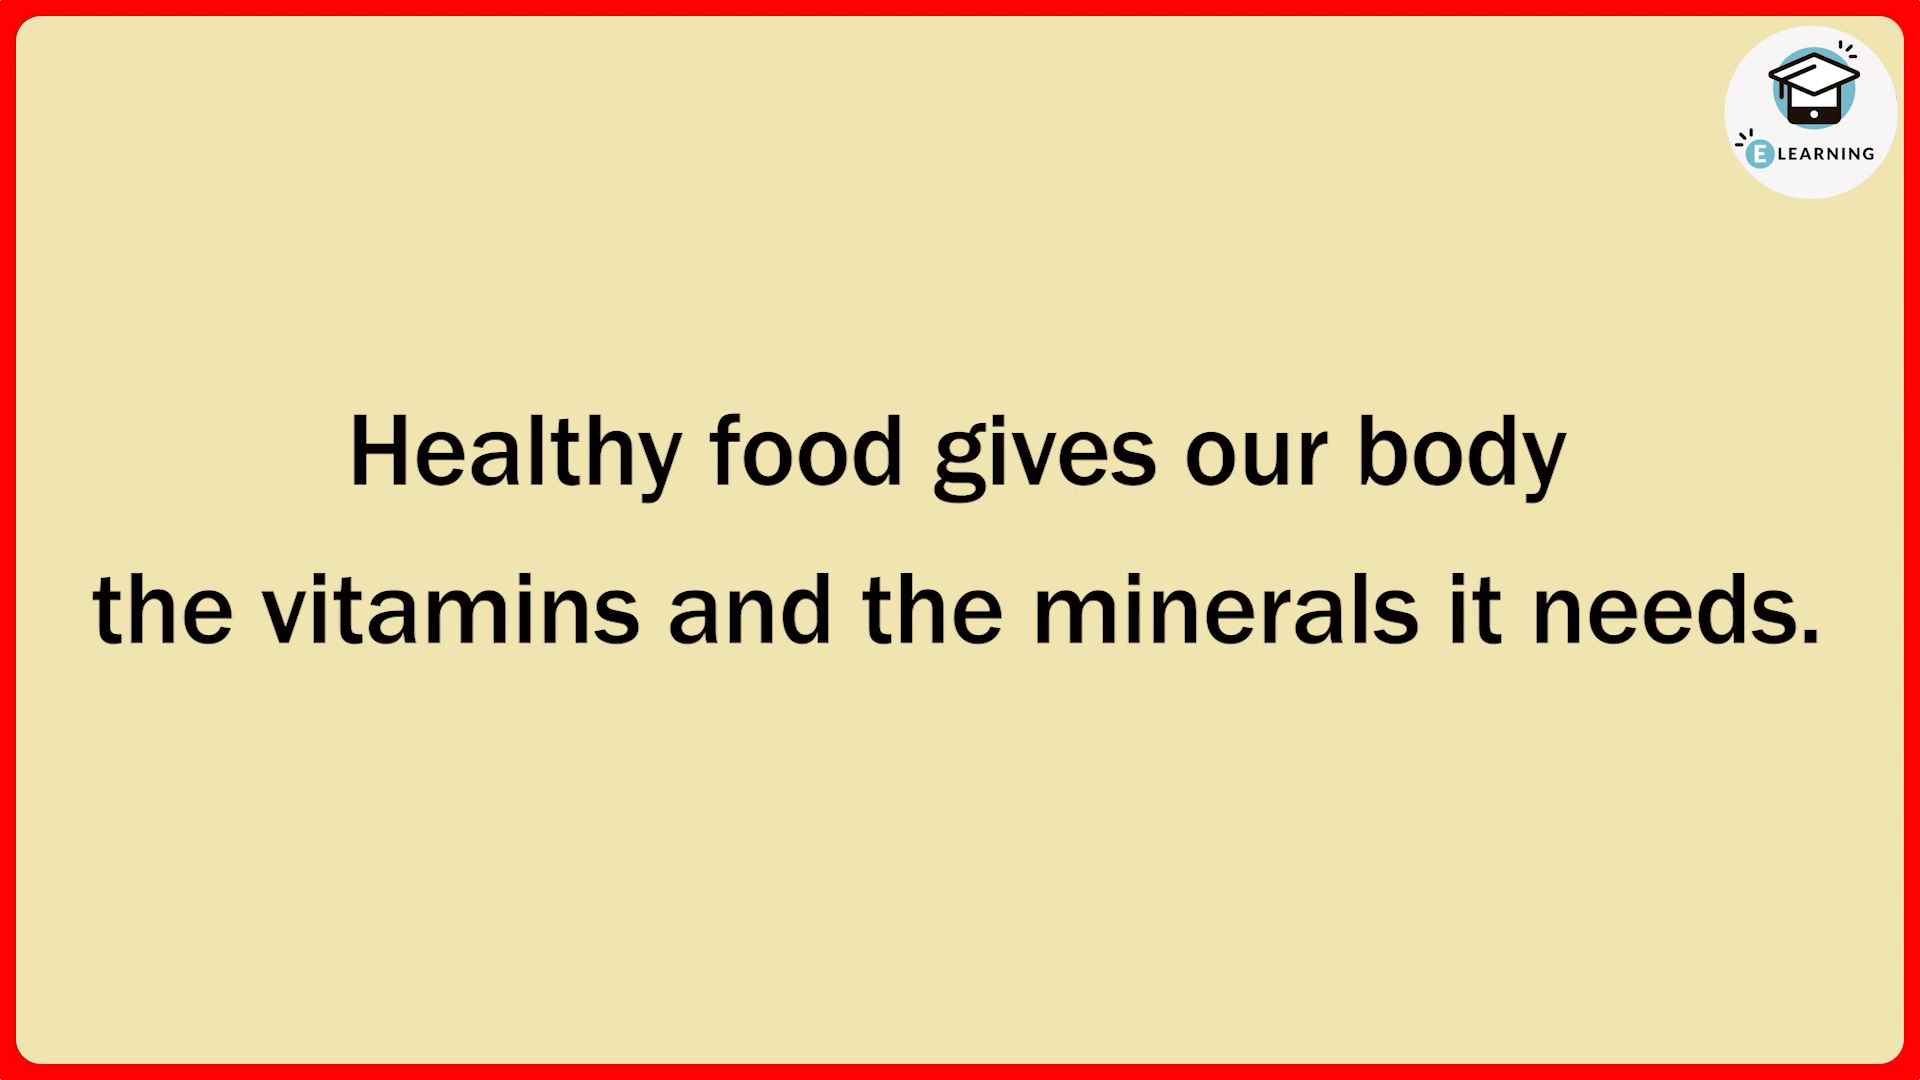 E LEARNING
Healthy food gives our body
the vitamins and the minerals it needs.